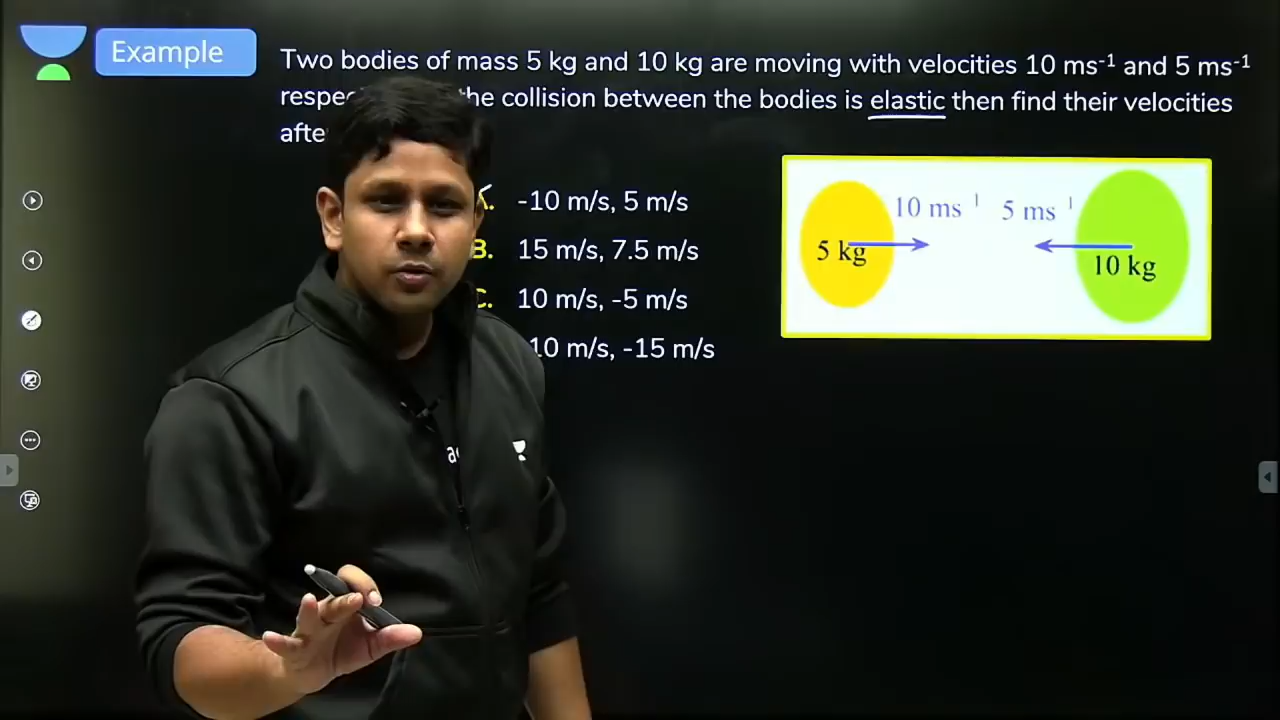 Example
Two bodies of mass 5 kg and 10 kg are moving with velocities 10 ms⁻¹ and 5 ms⁻¹
the collision between the bodies is elastic then find their velocities
-10 m/s, 5 m/s
B. 15 m/s, 7.5 m/s
C. 10 m/s, -5 m/s
10 m/s, -15 m/s
10 ms ¹ 5 ms ¹
5 kg
10 kg